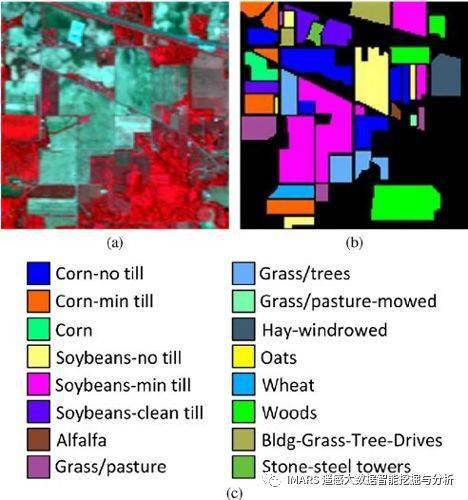 (a) (b)
Corn-no till Grass/trees
Corn-min till Grass/pasture-mowed
Corn Hay-windrowed
Soybeans-no till Oats
Soybeans-min till Wheat
Soybeans-clean till Woods
Alfalfa Bldg-Grass-Tree-Drives
Grass/pasture Stone-steel towers
IMARS 遥感大数据智能挖掘与分析
(c)